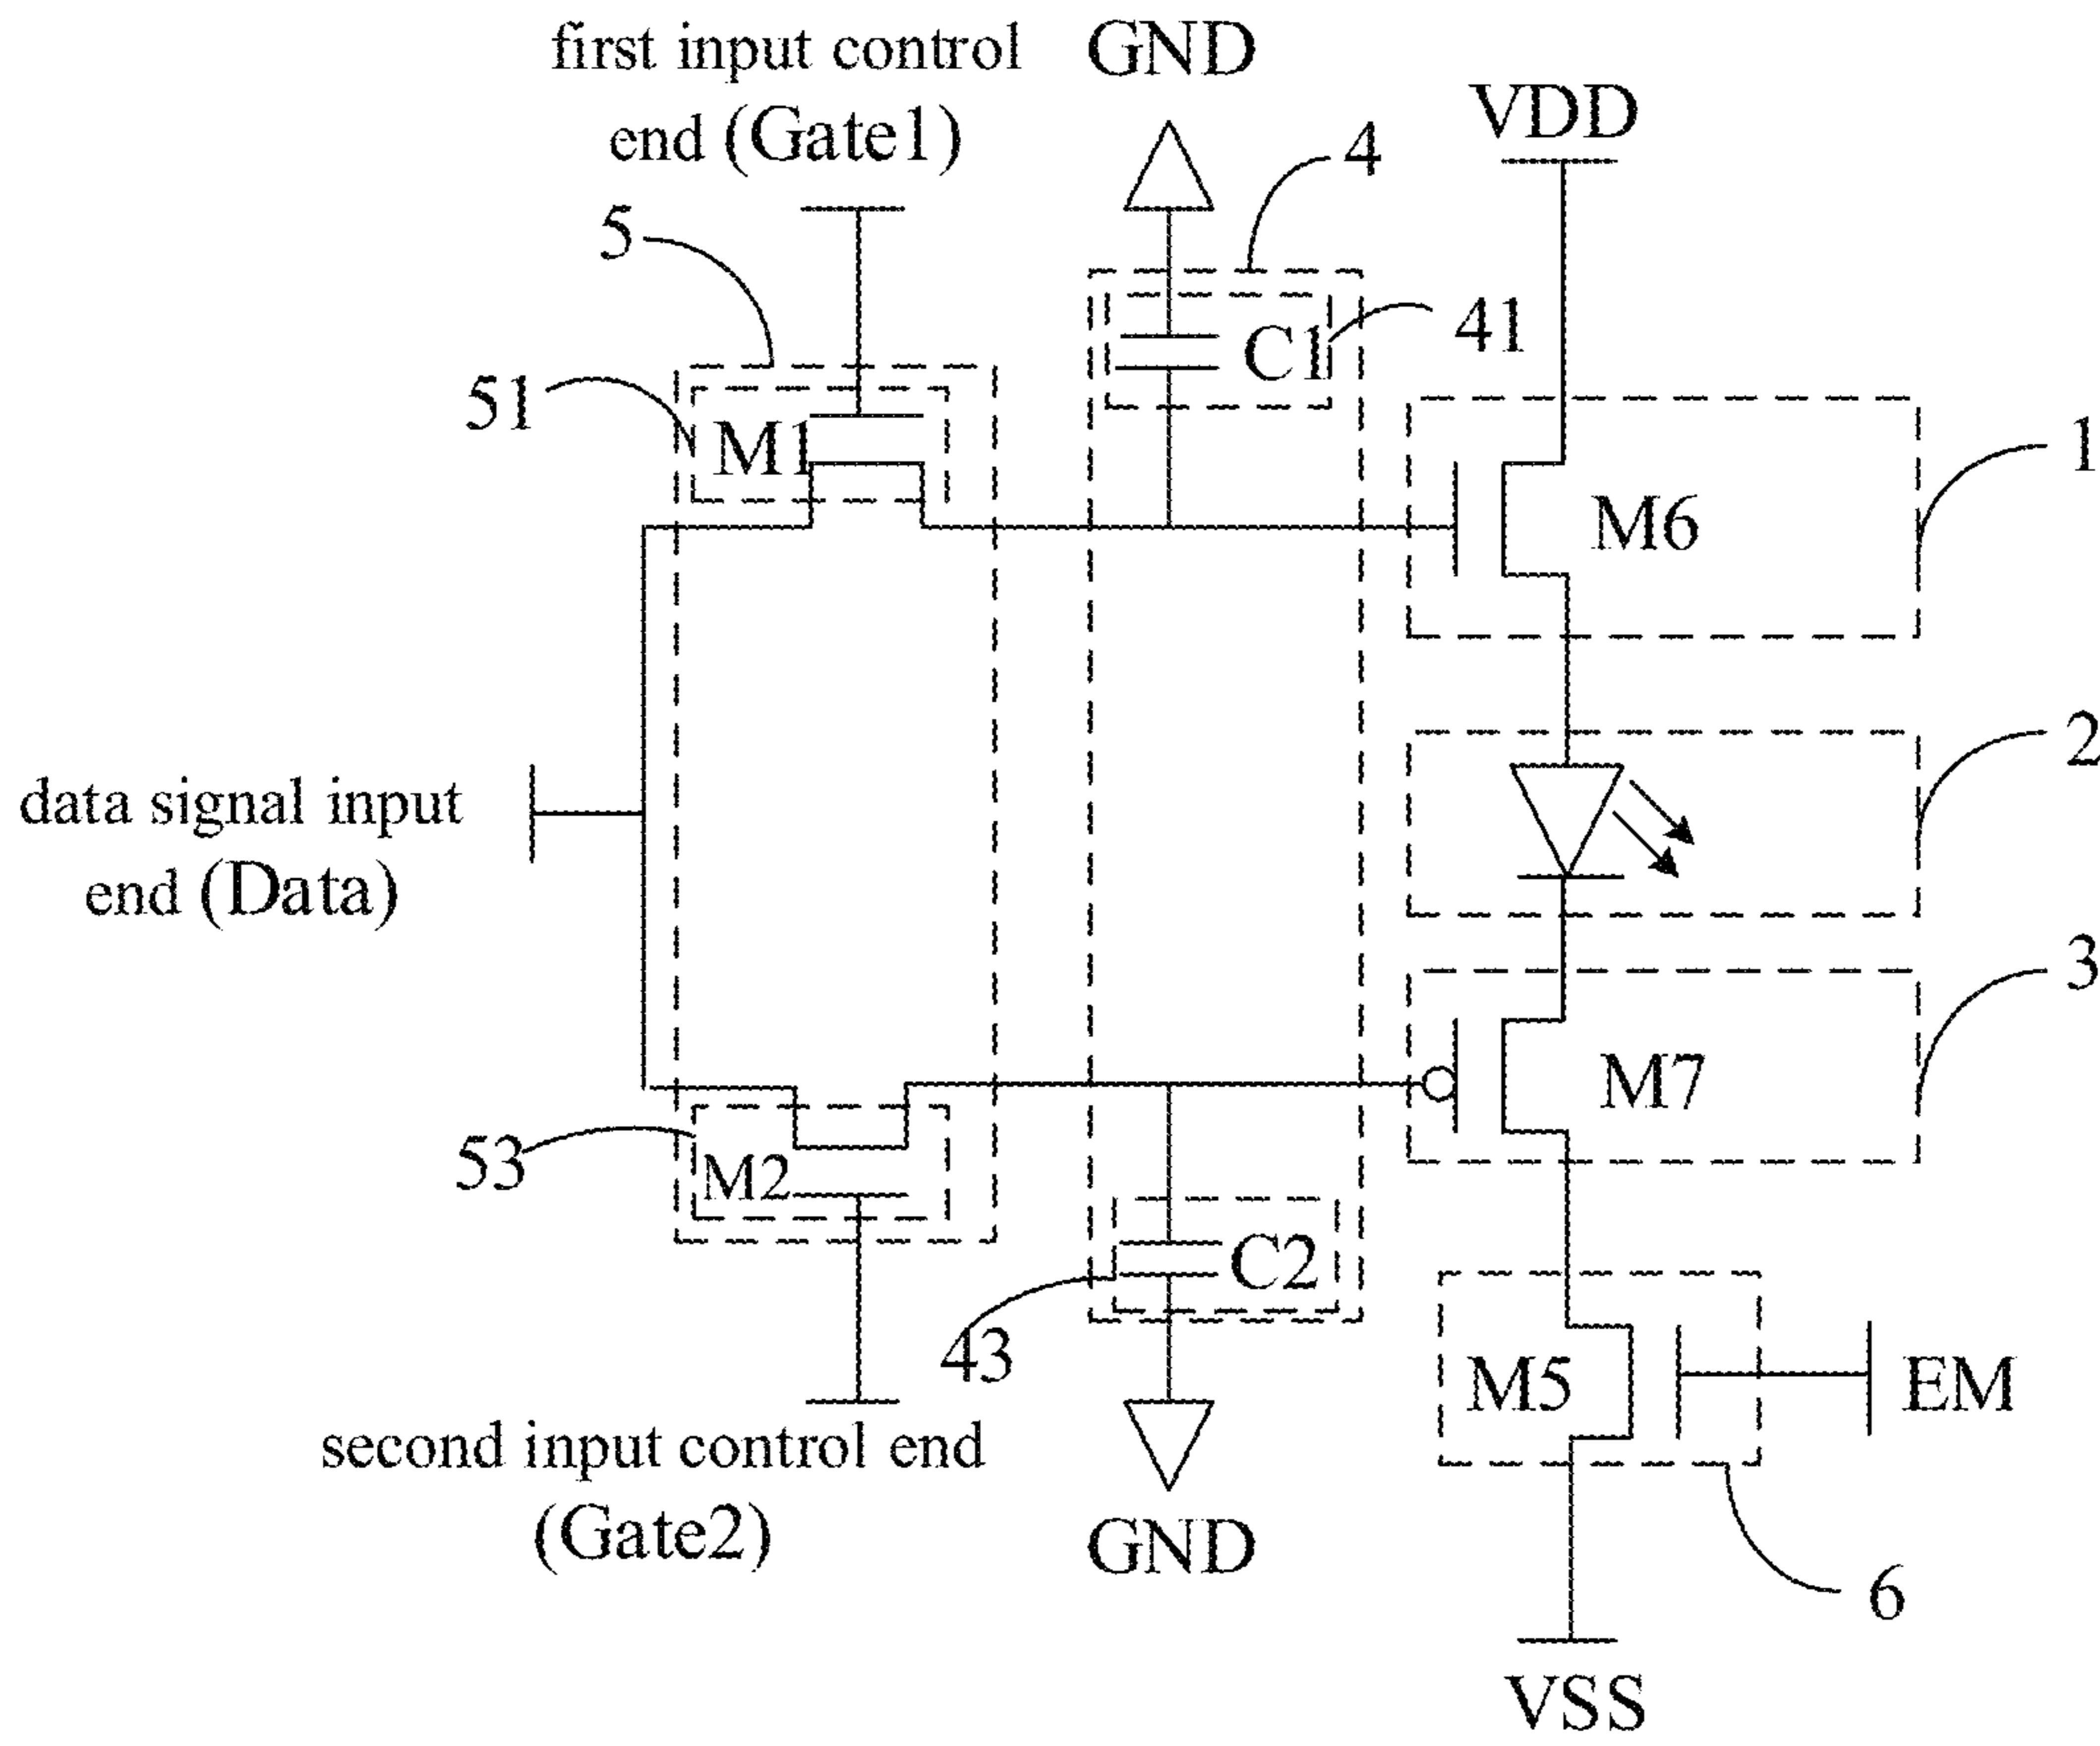 first input control
end (Gate1)
GND
VDD
4
5
41
C1
51
M1
1
M6
2
data signal input
end (Data)
3
M7
53
M2
C2
43
M5
EM
second input control end
(Gate2)
GND
6
VSS